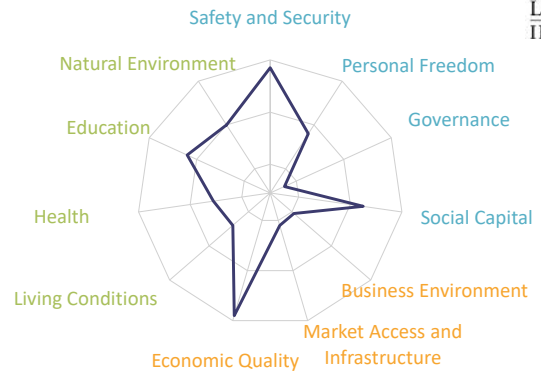 Safety and Security
Natural Environment
Personal Freedom
Education
Governance
Health
Social Capital
Living Conditions
Business Environment
Market Access and
Infrastructure
Economic Quality